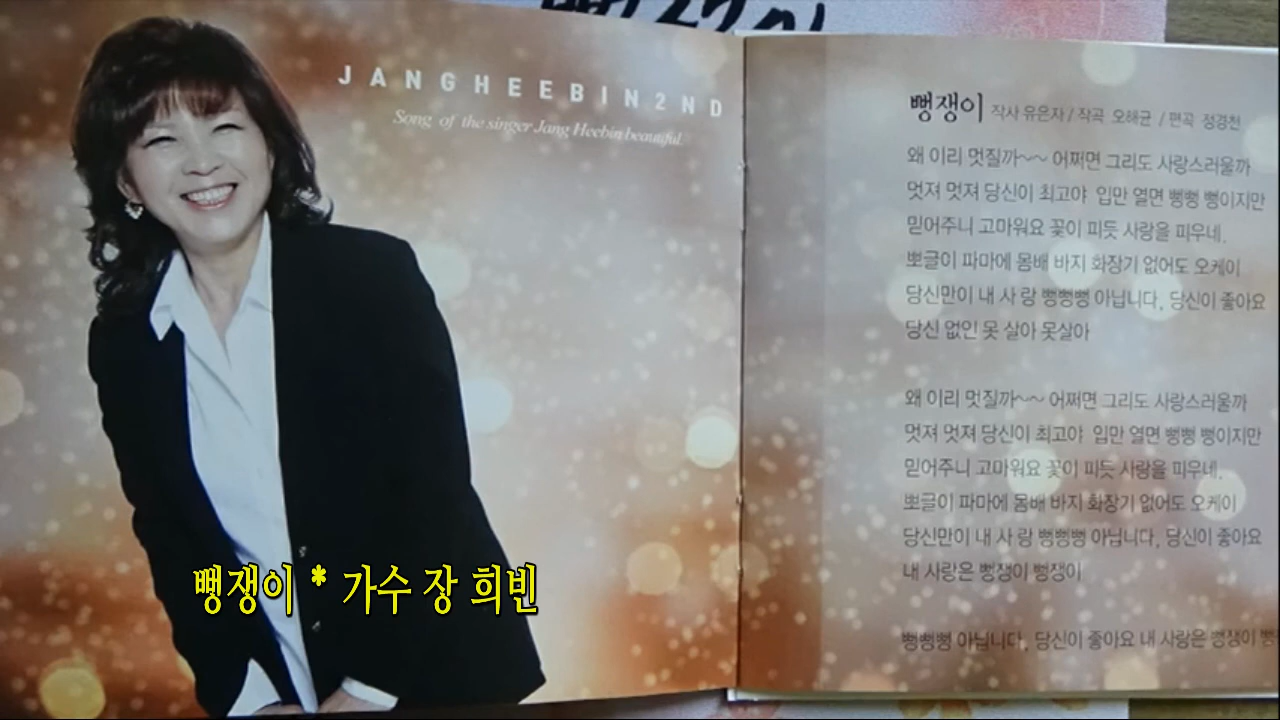 JANGHEEBIN2ND
Song of the singer Jang Heebin beautiful.
뻥쟁이 작사 유은자 / 작곡 오해균 / 편곡 정경천
왜 이리 멋질까~~ 어쩌면 그리도 사랑스러울까
멋져 멋져 당신이 최고야 입만 열면 뻥뻥 뻥이지만
믿어주니 고마워요 꽃이 피듯 사랑을 피우네.
뽀글이 파마에 몸배 바지 화장기 없어도 오케이
당신만이 내 사 랑 뻥뻥뻥 아닙니다, 당신이 좋아요
당신 없인 못 살아 못살아
왜 이리 멋질까~~ 어쩌면 그리도 사랑스러울까
멋져 멋져 당신이 최고야 입만 열면 뻥뻥 뻥이지만
믿어주니 고마워요 꽃이 피듯 사랑을 피우네.
뽀글이 파마에 몸배 바지 화장기 없어도 오케이
당신만이 내 사 랑 뻥뻥뻥 아닙니다, 당신이 좋아요
내 사랑은 뻥쟁이 뻥쟁이
뻥뻥뻥 아닙니다, 당신이 좋아요 내 사랑은 뻥쟁이
뻥쟁이 * 가수 장 희빈